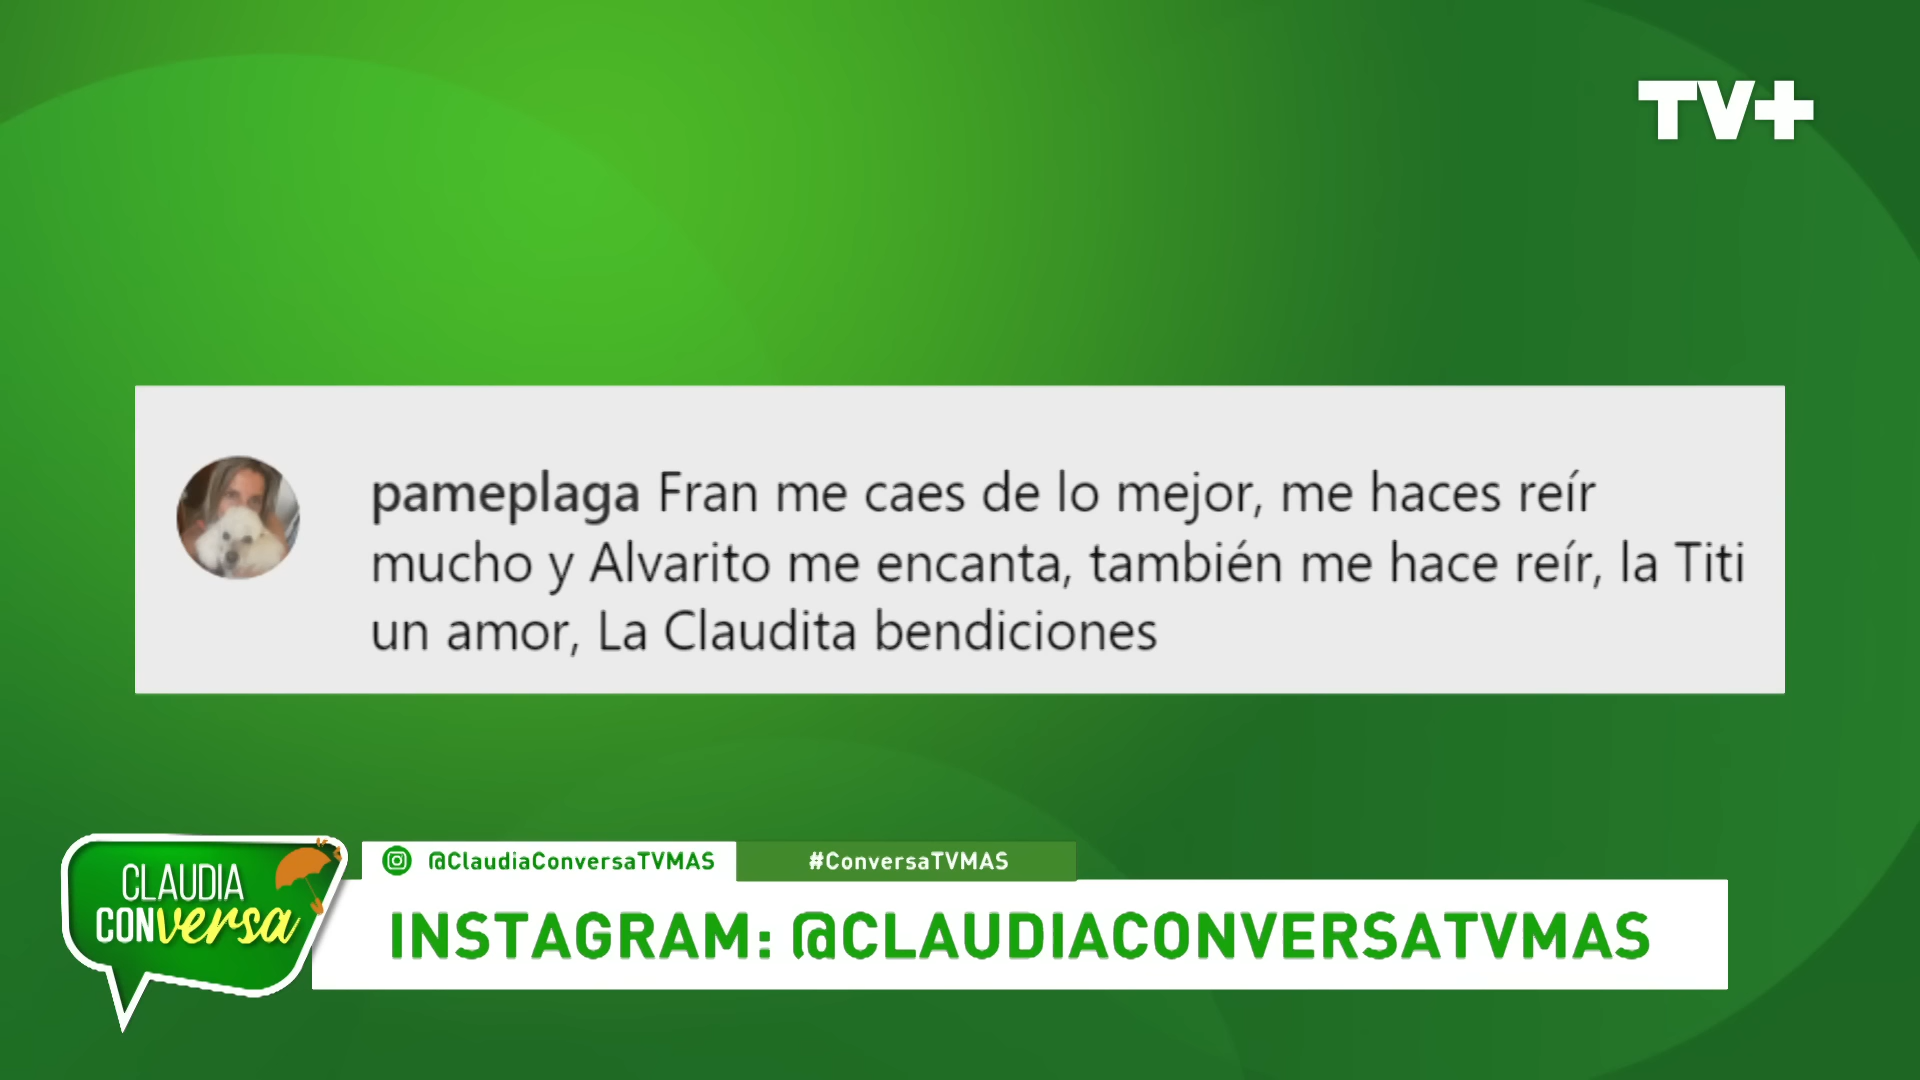 TV+
pameplaga Fran me caes de lo mejor, me haces reír
mucho y Alvarito me encanta, también me hace reír, la Titi
un amor, La Claudita bendiciones
CLAUDIA
CONversa
@ClaudiaConversaTVMAS
#ConversaTVMAS
INSTAGRAM: @CLAUDIACONVERSATVMAS